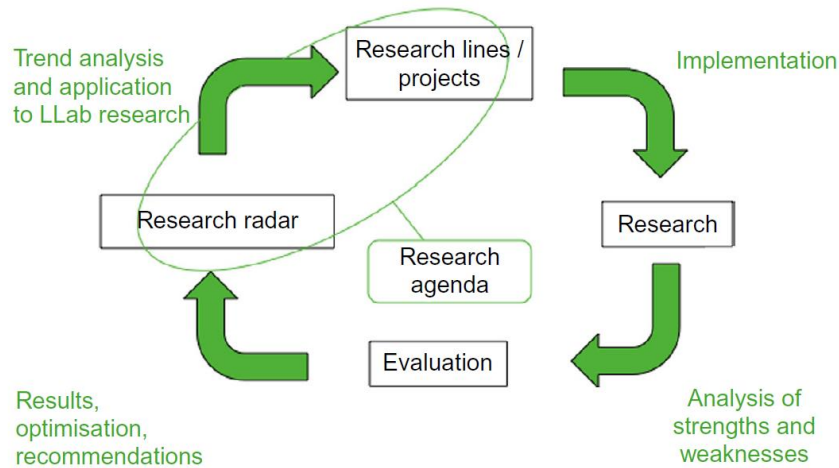 Trend analysis
and application
to LLab research
Research lines /
projects
Implementation
Research radar
Research
Research
agenda
Evaluation
Results,
optimisation,
recommendations
Analysis of
strengths and
weaknesses